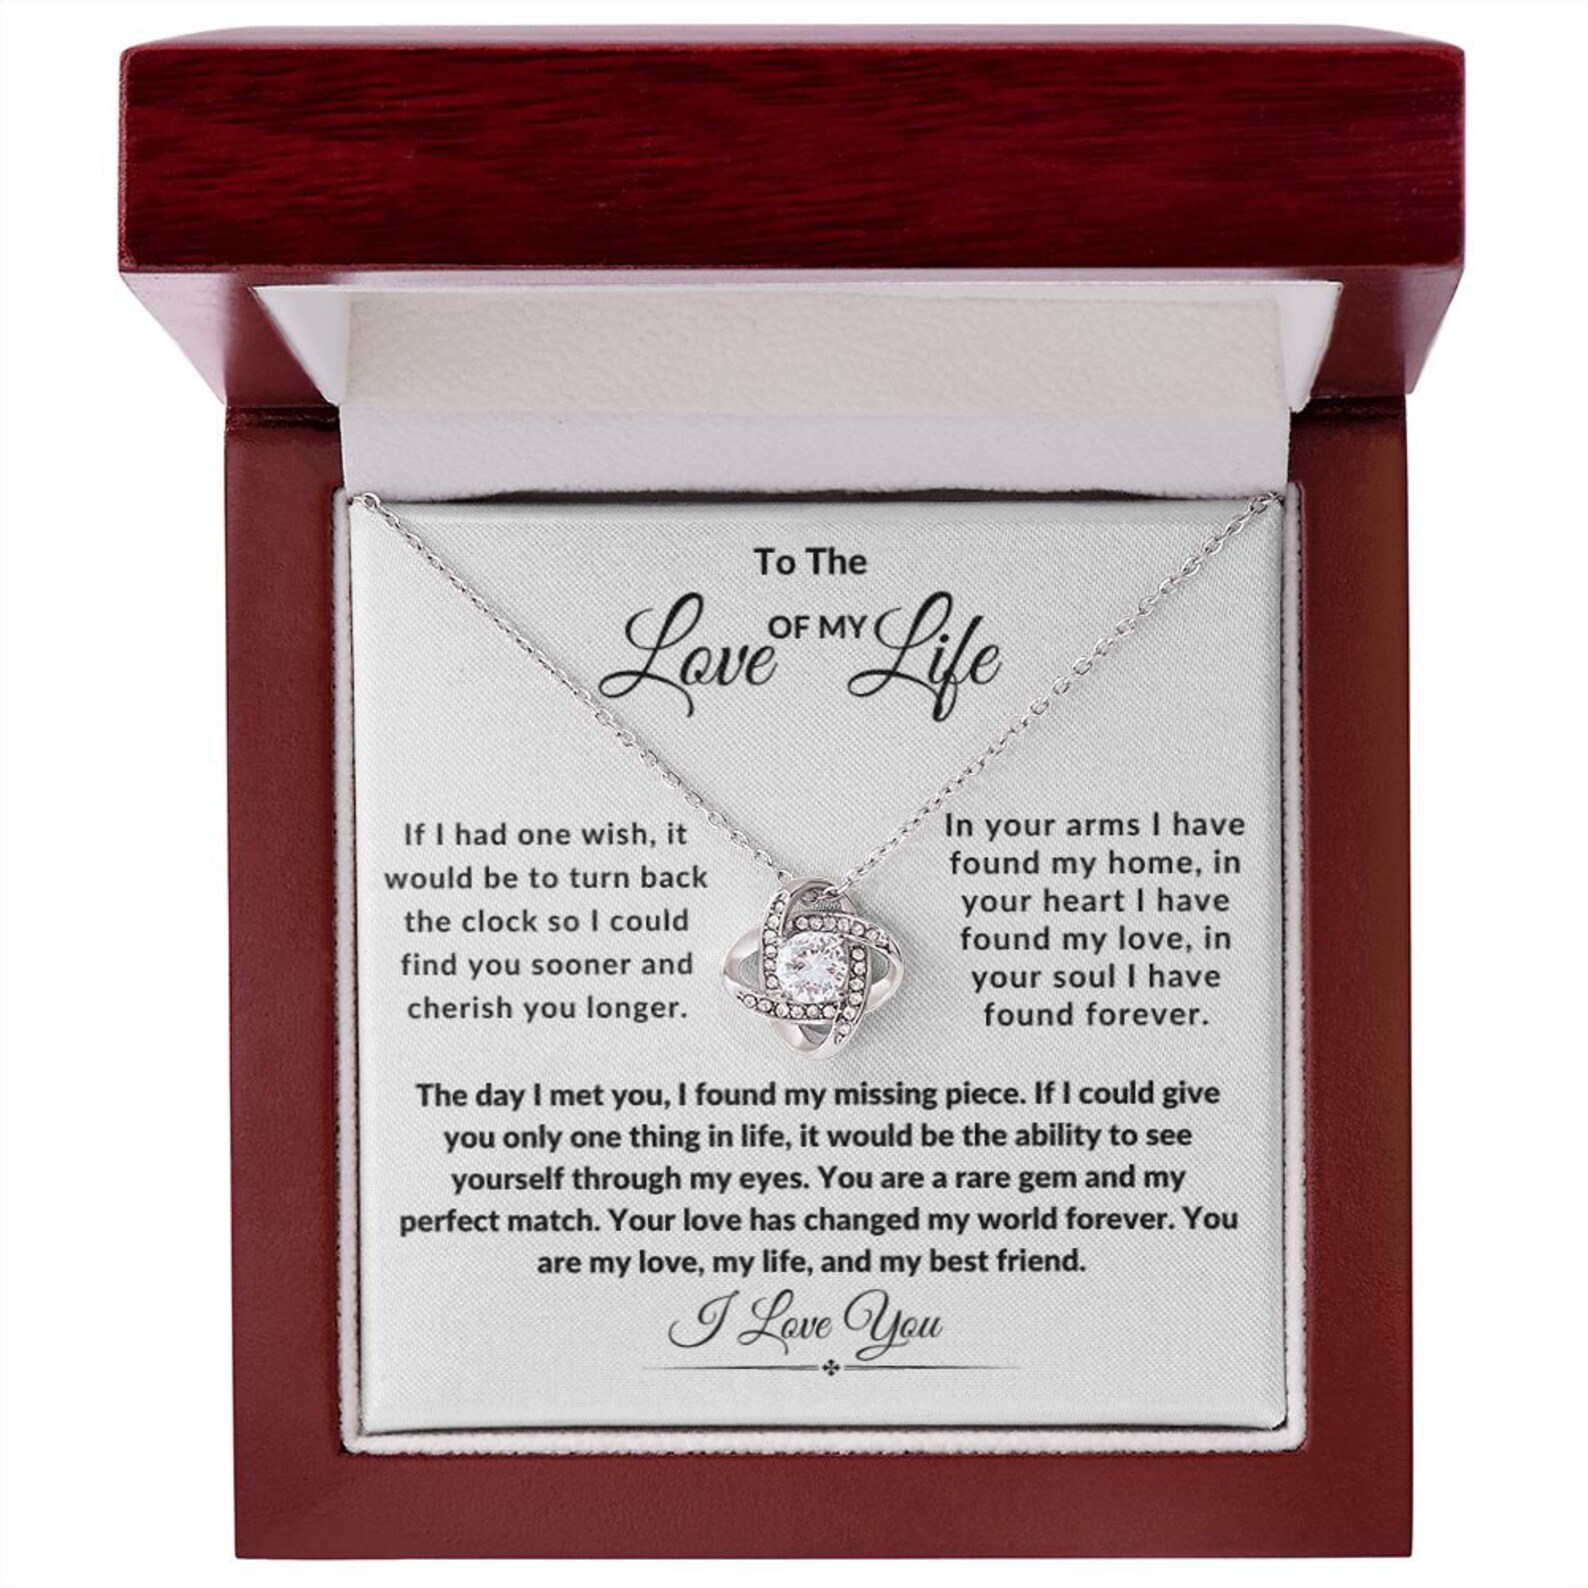 To The
Love OF MY Life
If I had one wish, it
would be to turn back
the clock so I could
find you sooner and
cherish you longer.
In your arms I have
found my home, in
your heart I have
found my love, in
your soul I have
found forever.
The day I met you, I found my missing piece. If I could give
you only one thing in life, it would be the ability to see
yourself through my eyes. You are a rare gem and my
perfect match. Your love has changed my world forever. You
are my love, my life, and my best friend.
I Love You